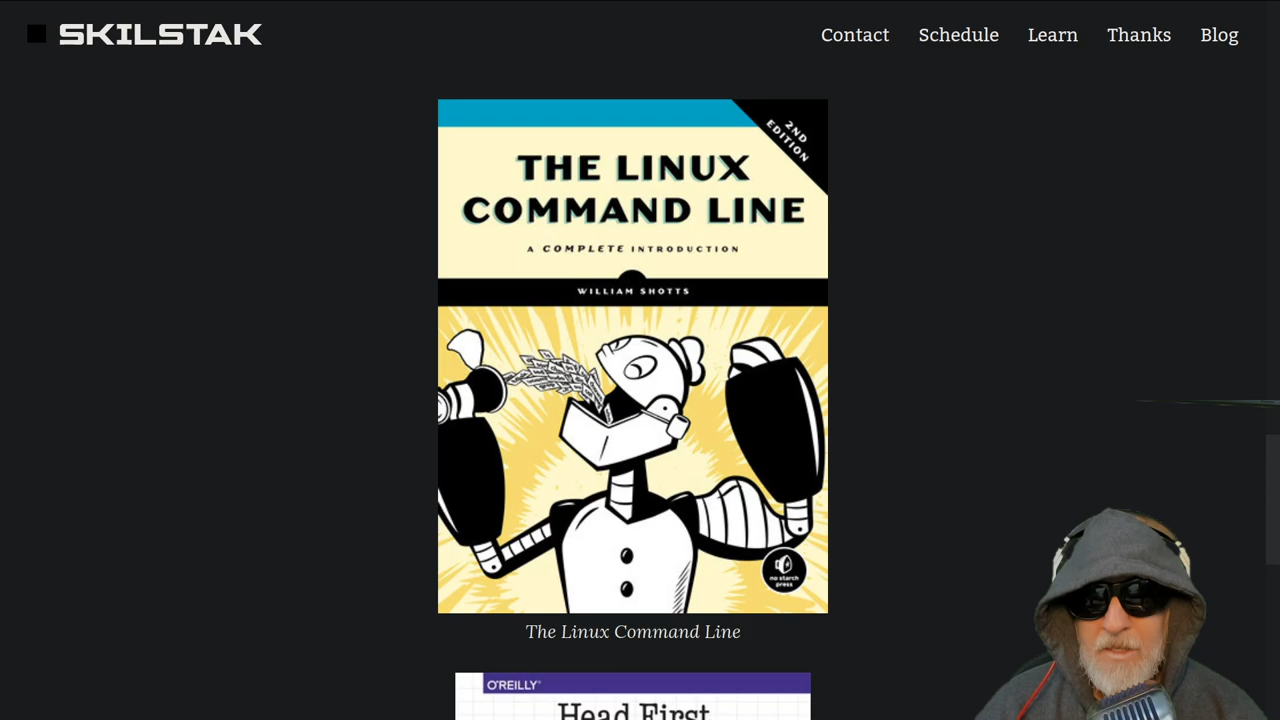 SKILSTAK
Contact Schedule Learn Thanks Blog
2ND
EDITION
THE LINUX
COMMAND LINE
A COMPLETE INTRODUCTION
WILLIAM SHOTTS
no starch
press
The Linux Command Line
O'REILLY®
Head First